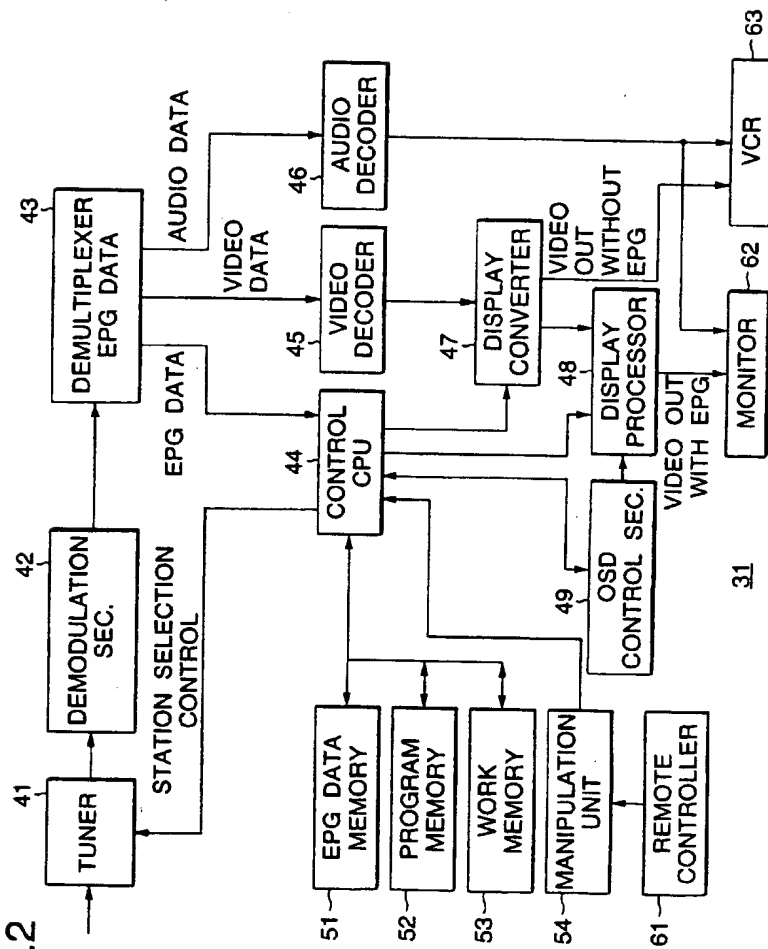 .2
41
TUNER
42
DEMODULATION
SEC.
43
DEMULTIPLEXER
EPG DATA
STATION SELECTION
CONTROL
EPG DATA
VIDEO
DATA
AUDIO DATA
44
CONTROL
CPU
45
VIDEO
DECODER
46
AUDIO
DECODER
47
DISPLAY
CONVERTER
VIDEO
OUT WITHOUT
EPG
48
DISPLAY
PROCESSOR
49
OSD
CONTROL SEC.
VIDEO OUT
WITH EPG
51
EPG DATA
MEMORY
52
PROGRAM
MEMORY
53
WORK
MEMORY
54
MANIPULATION
UNIT
61
REMOTE
CONTROLLER
31
62
MONITOR
63
VCR